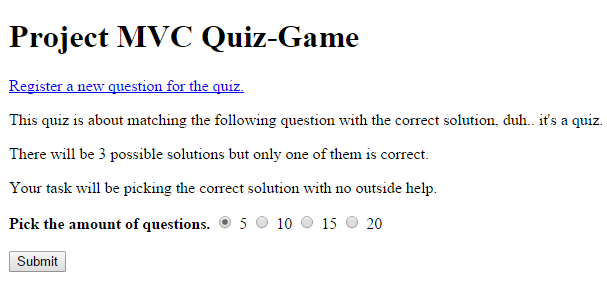 Project MVC Quiz-Game
Register a new question for the quiz.
This quiz is about matching the following question with the correct solution, duh.. it's a quiz.
There will be 3 possible solutions but only one of them is correct.
Your task will be picking the correct solution with no outside help.
Pick the amount of questions. 5 10 15 20
Submit